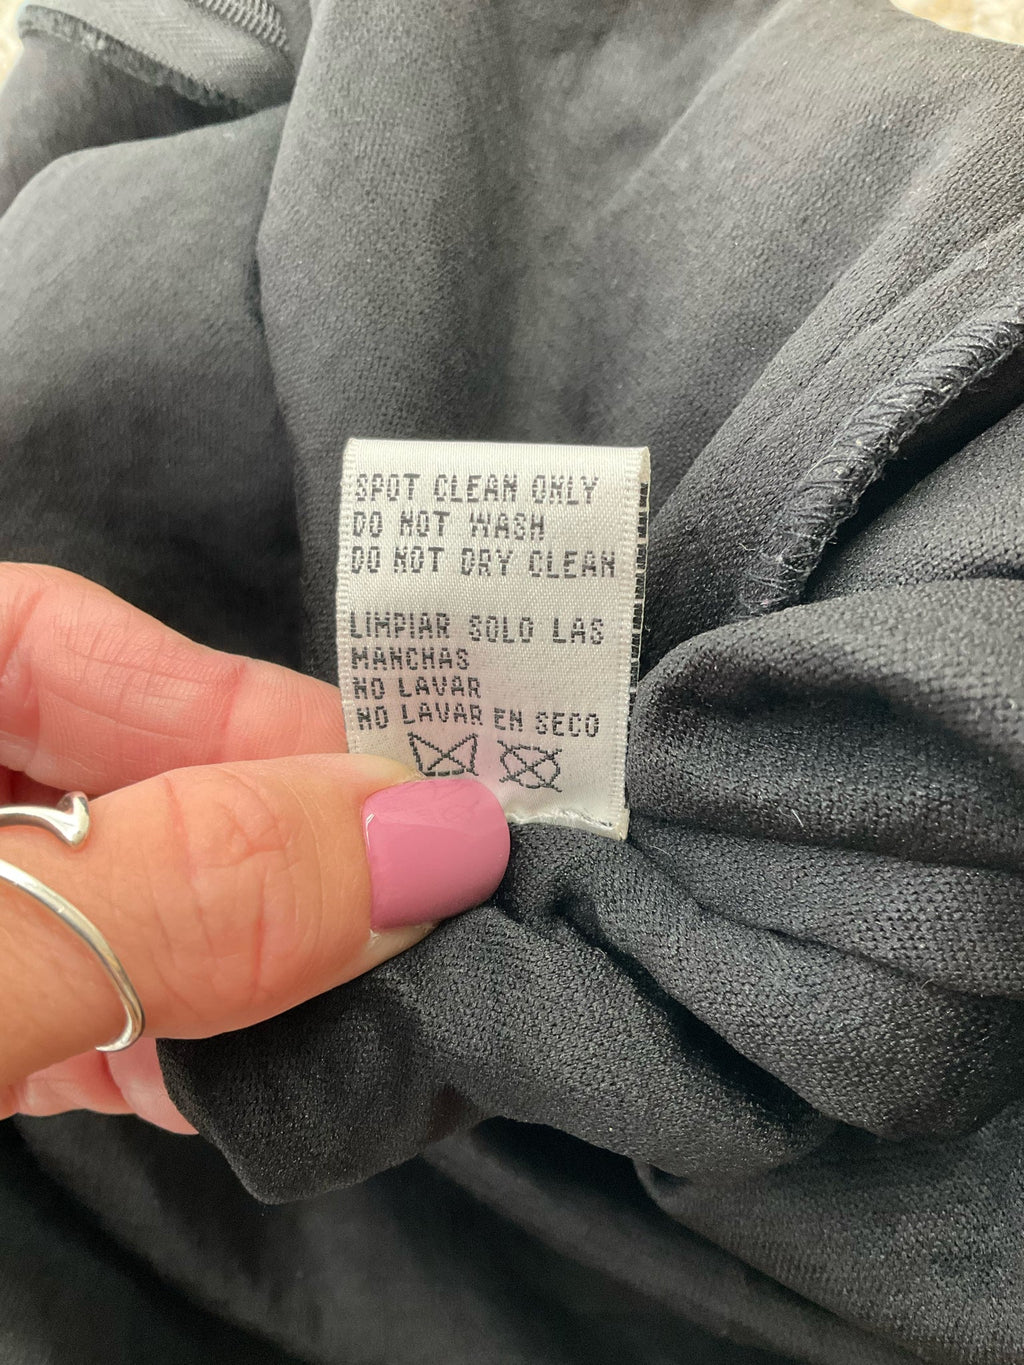 SPOT CLEAN ONLY
DO NOT WASH
DO NOT DRY CLEAN
LIMPIAR SOLO LAS
MANCHAS
NO LAVAR
NO LAVAR EN SECO